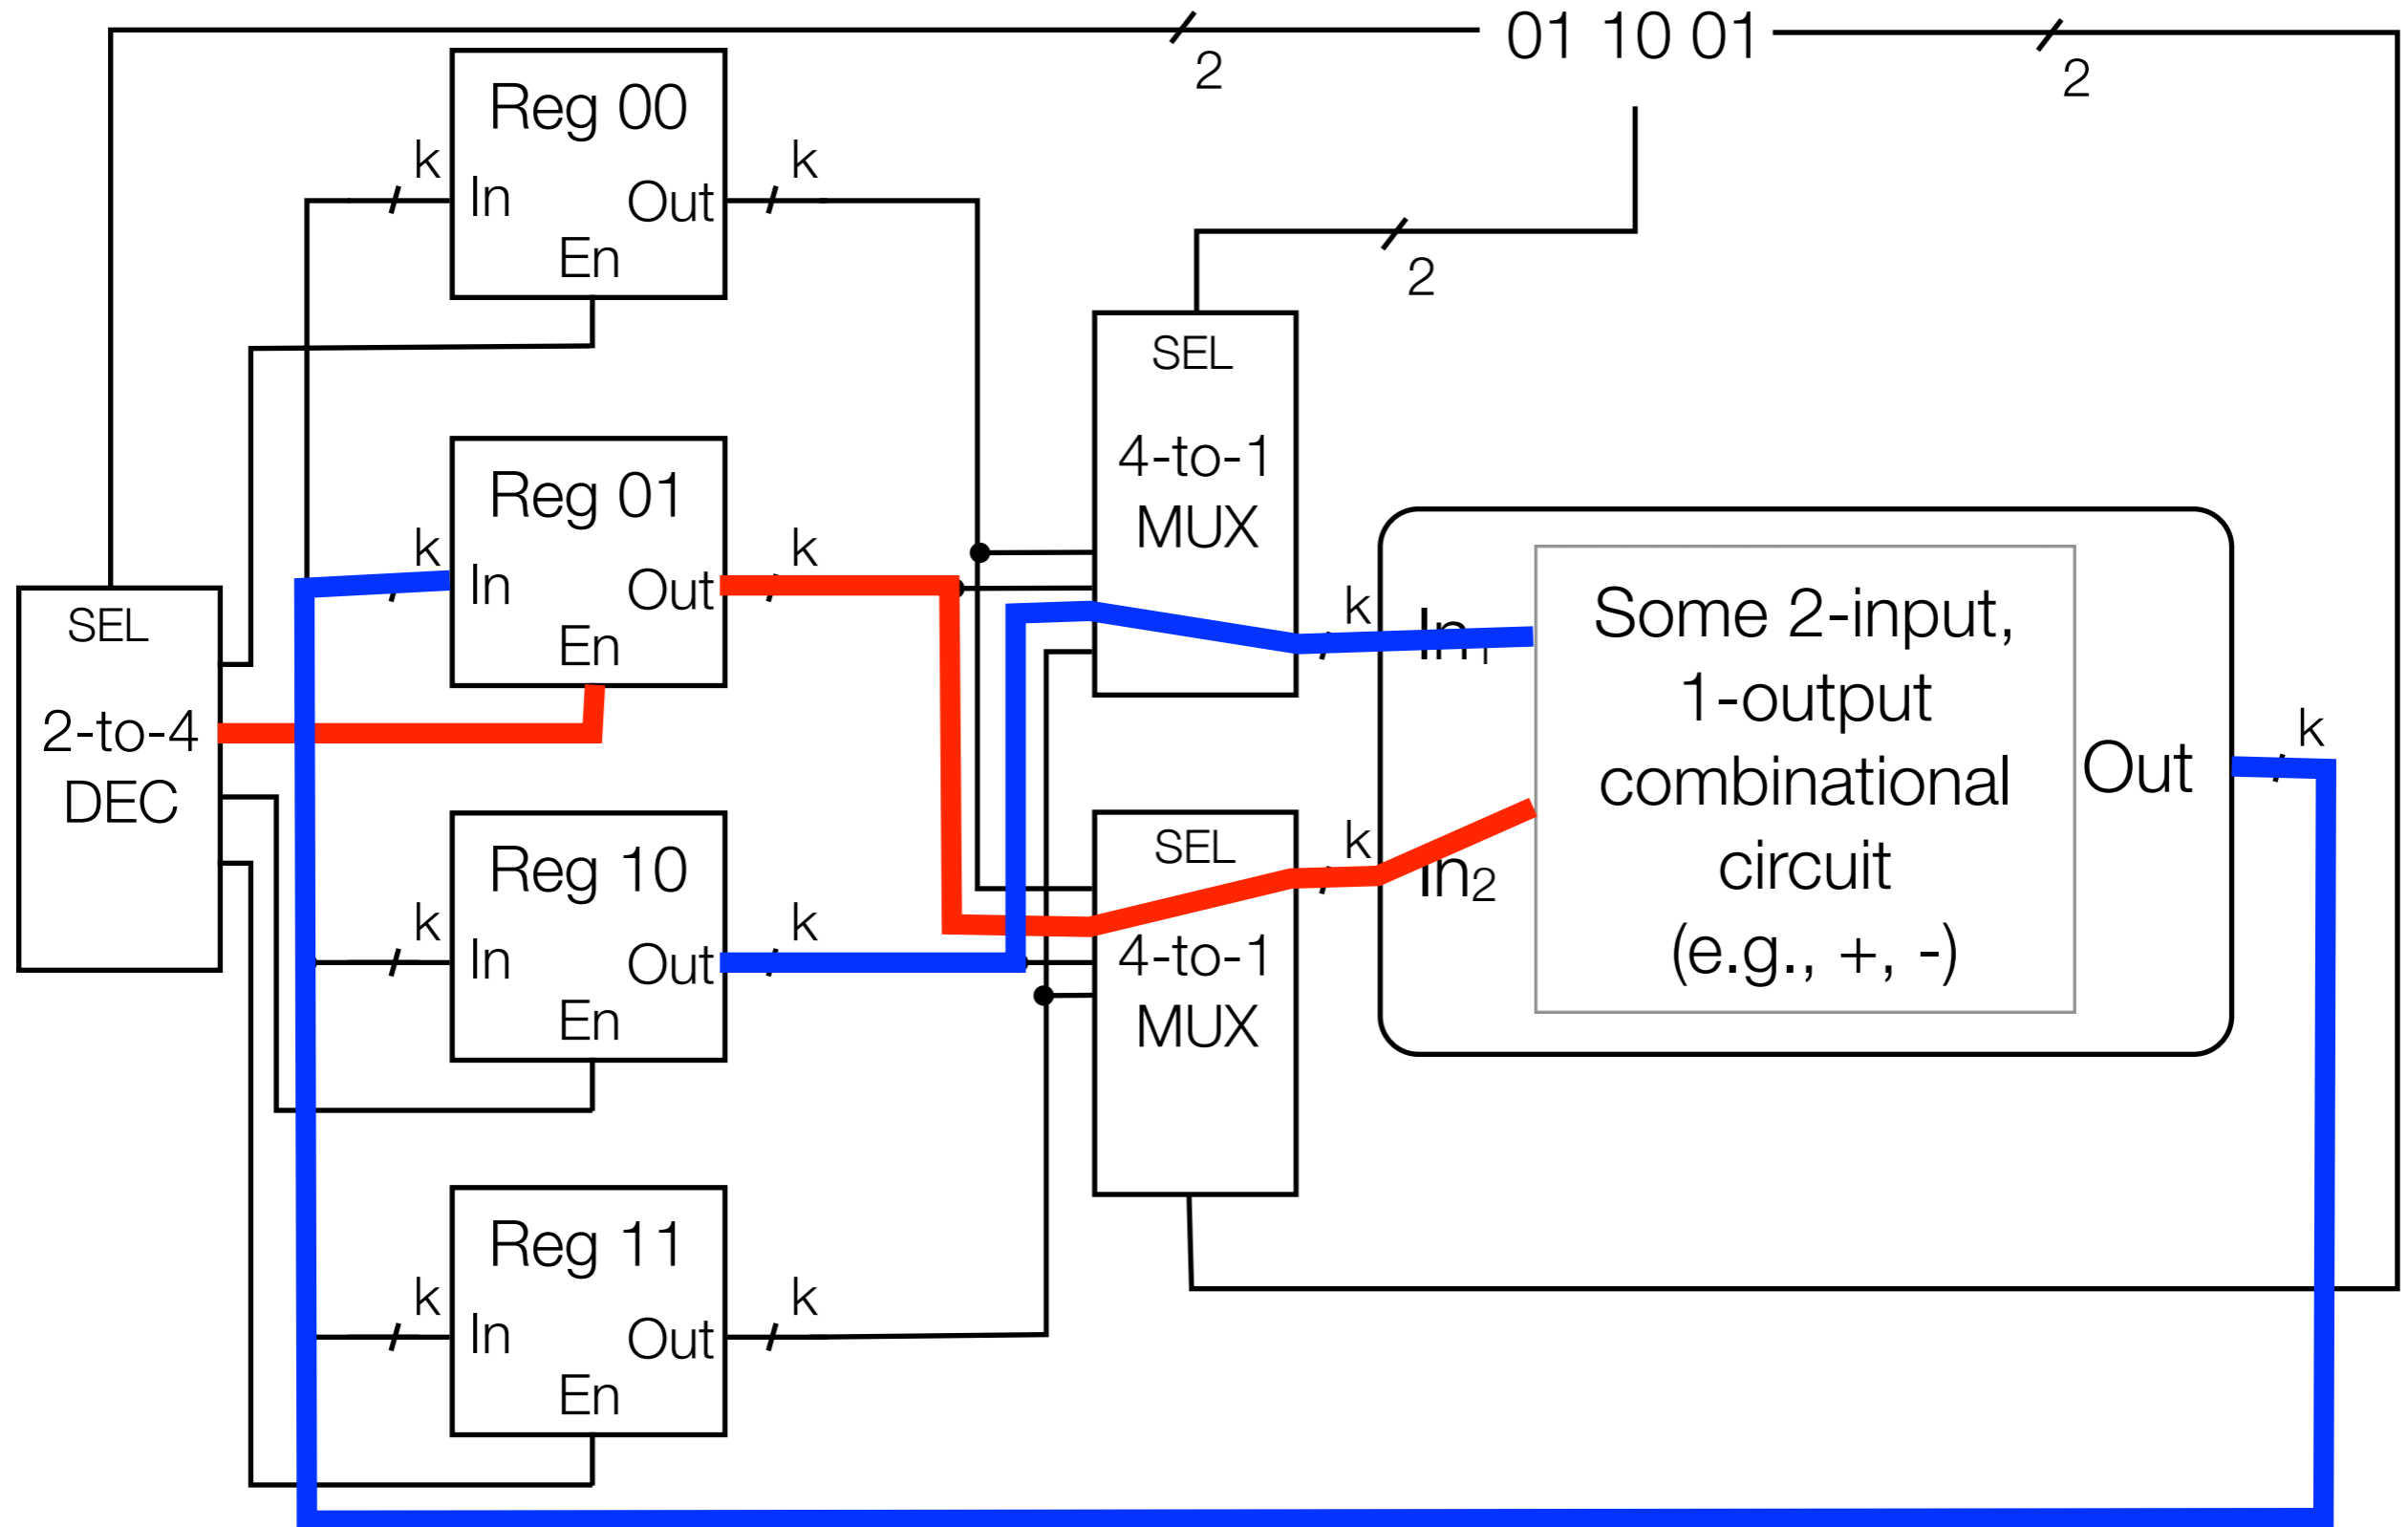 01 10 01
2
2
Reg 00
k
In
Out
k
En
2
Reg 01
k
In
Out
k
En
SEL
4-to-1
MUX
k
SEL
2-to-4
DEC
In1
Some 2-input,
1-output
combinational
circuit
(e.g., +, -)
Out
k
k
In2
SEL
4-to-1
MUX
Reg 10
k
In
Out
k
En
Reg 11
k
In
Out
k
En